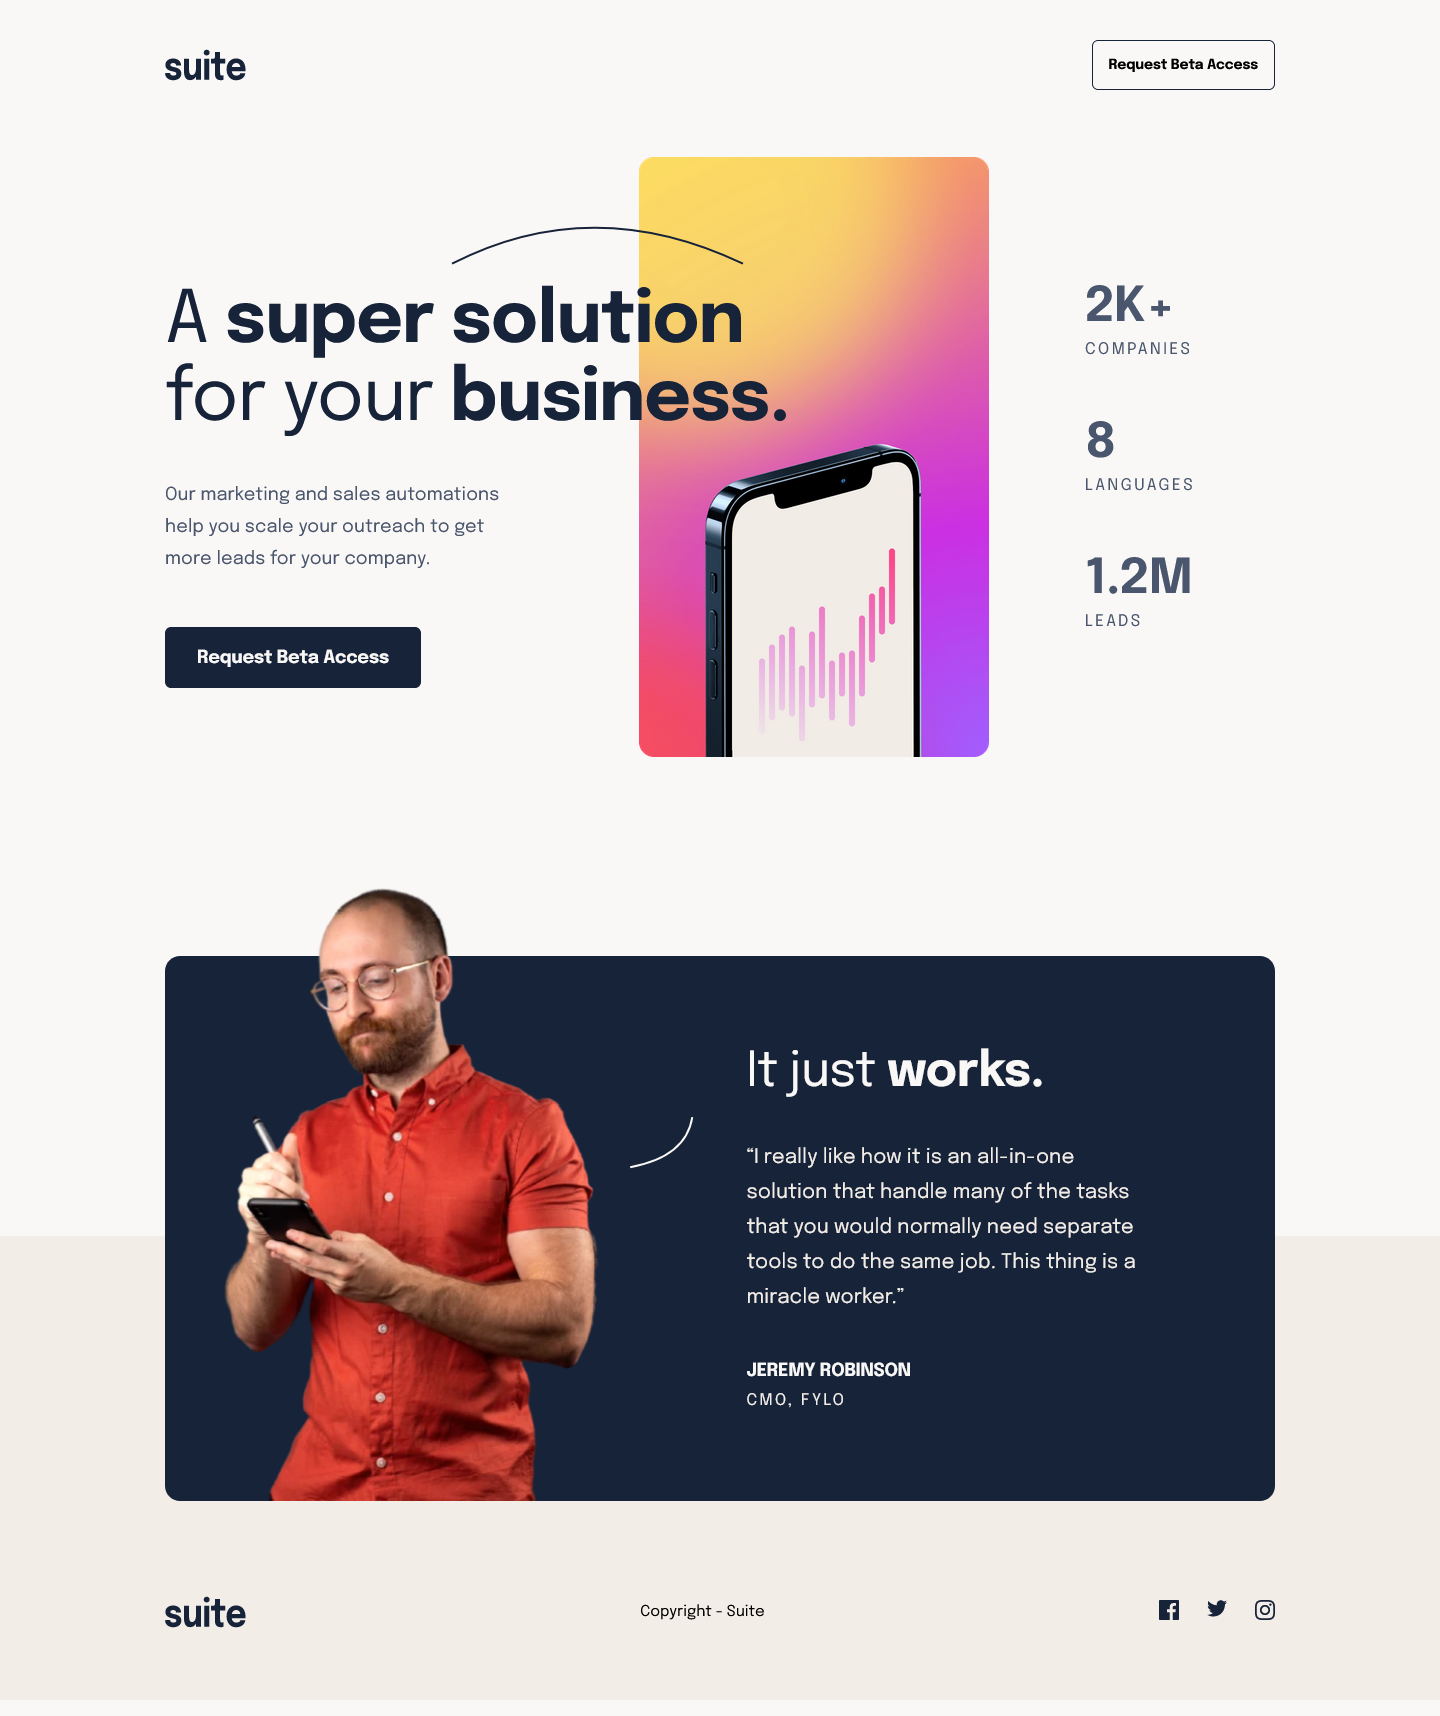 suite
Request Beta Access
A super solution
for your business.
Our marketing and sales automations
help you scale your outreach to get
more leads for your company.
Request Beta Access
2K+
COMPANIES
8
LANGUAGES
1.2M
LEADS
It just works.
“I really like how it is an all-in-one
solution that handle many of the tasks
that you would normally need separate
tools to do the same job. This thing is a
miracle worker.”
JEREMY ROBINSON
CMO, FYLO
suite
Copyright - Suite